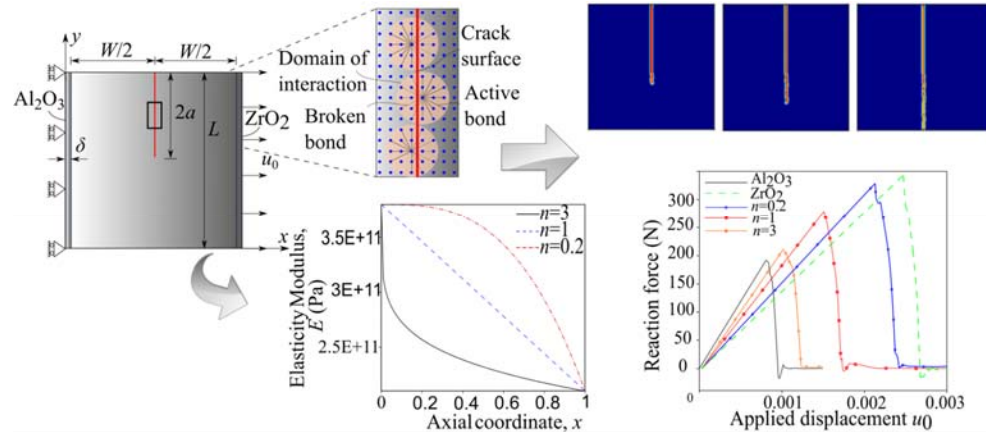 y
W/2
W/2
Al₂O₃
ZrO₂
2a
L
δ
u₀
x
Domain of
interaction
Broken
bond
Crack
surface
Active
bond
Elasticity Modulus,
E (Pa)
3.5E+11
3E+11
2.5E+11
n=3
n=1
n=0.2
0 0.2 0.4 0.6 0.8 1
Axial coordinate, x
Reaction force (N)
300
250
200
150
100
50
0
Al₂O₃
ZrO₂
n=0.2
n=1
n=3
0.001 0.002 0.003
Applied displacement u0